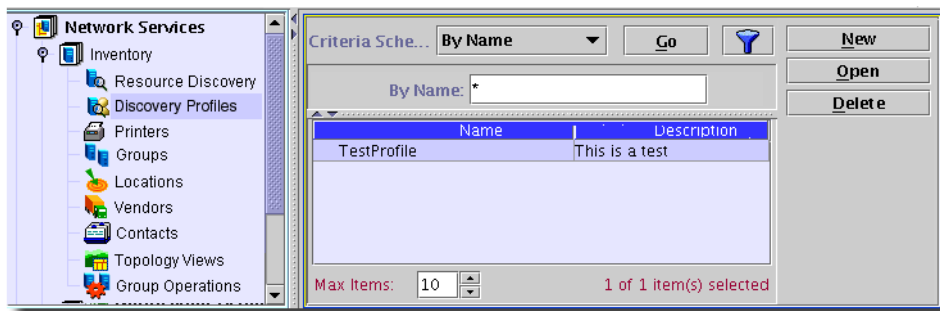 Network Services
Inventory
Resource Discovery
Discovery Profiles
Printers
Groups
Locations
Vendors
Contacts
Topology Views
Group Operations
Criteria Sche... By Name Go
By Name: *
Name Description
TestProfile This is a test
Max Items: 10 1 of 1 item(s) selected
New
Open
Delete